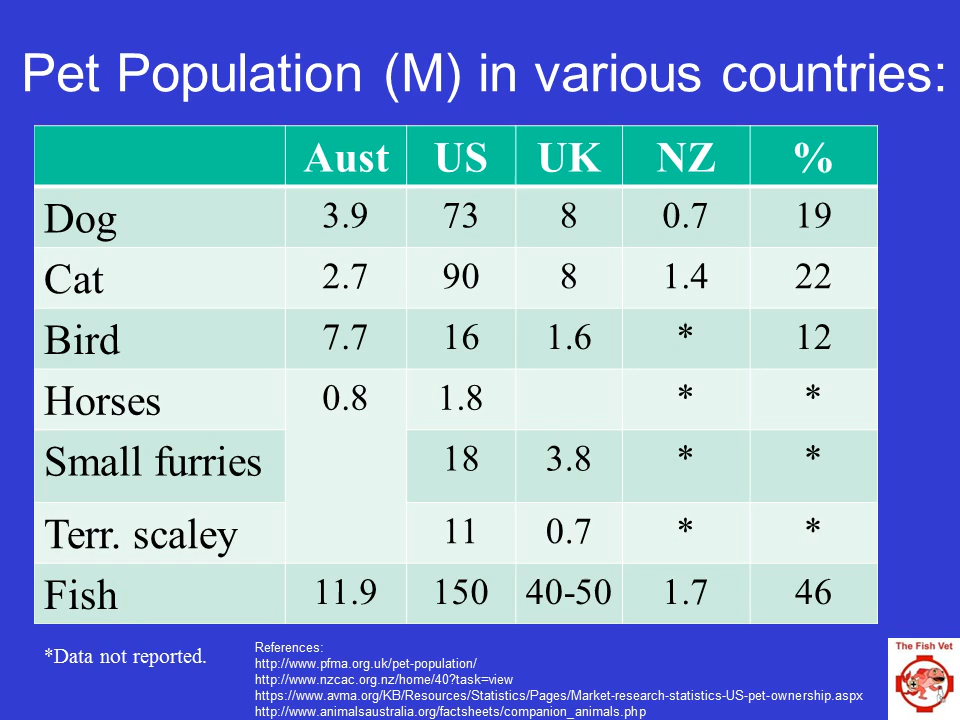 Pet Population (M) in various countries:
Aust US UK NZ %
Dog 3.9 73 8 0.7 19
Cat 2.7 90 8 1.4 22
Bird 7.7 16 1.6 * 12
Horses 0.8 1.8 * *
Small furries 18 3.8 * *
Terr. scaley 11 0.7 * *
Fish 11.9 150 40-50 1.7 46
*Data not reported.
References:
http://www.pfma.org.uk/pet-population/
http://www.nzcac.org.nz/home/40?task=view
https://www.avma.org/KB/Resources/Statistics/Pages/Market-research-statistics-US-pet-ownership.aspx
http://www.animalsaustralia.org/factsheets/companion_animals.php
The Fish Vet